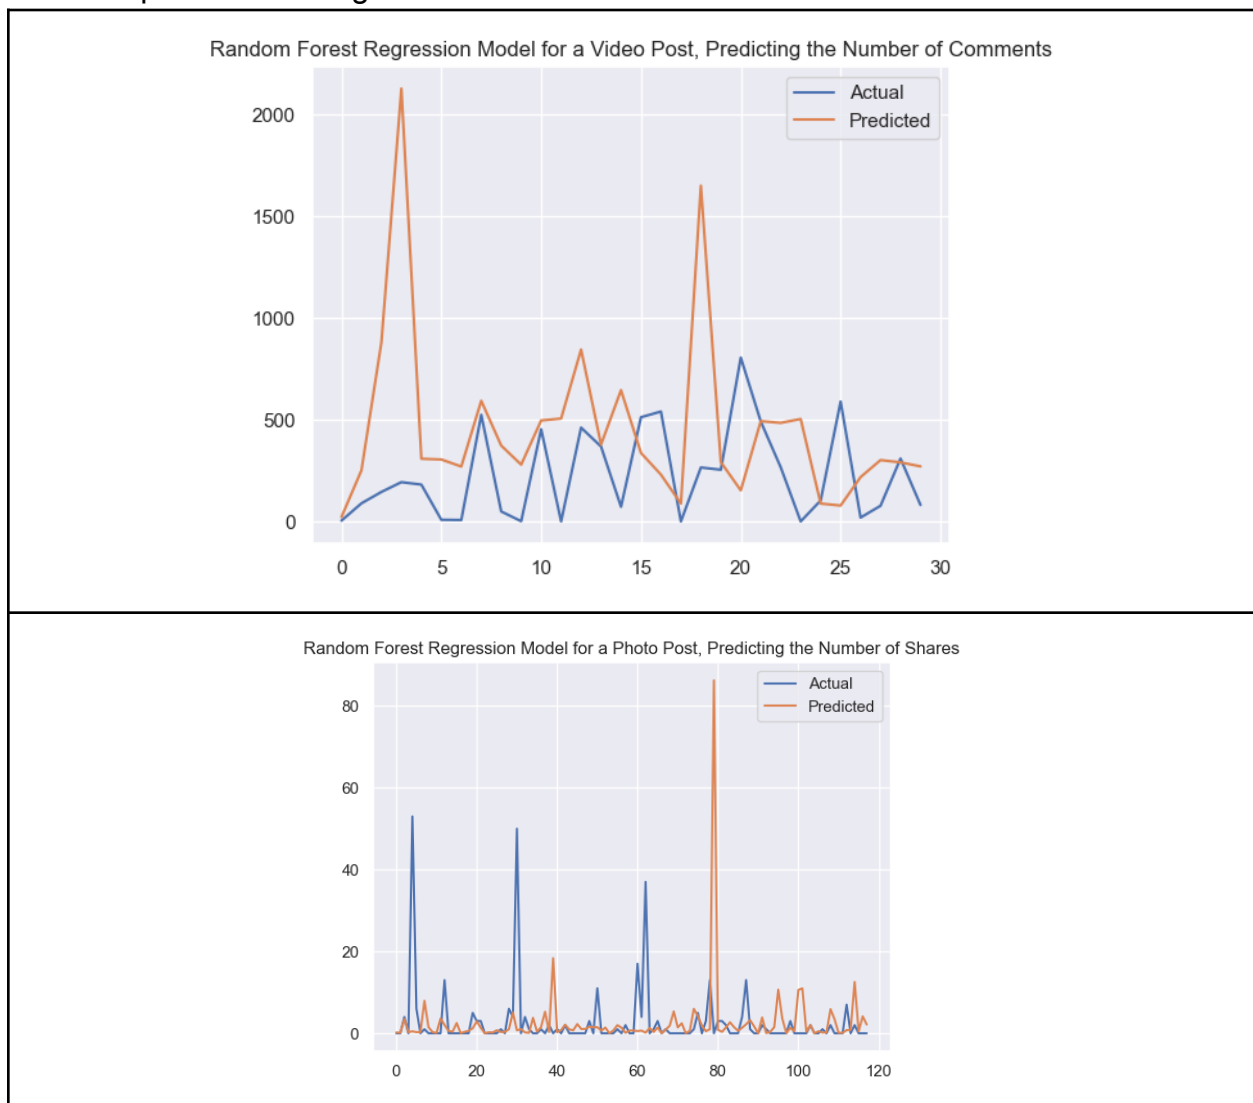 Random Forest Regression Model for a Video Post, Predicting the Number of Comments
Actual
Predicted
2000
1500
1000
500
0
0 5 10 15 20 25 30
Random Forest Regression Model for a Photo Post, Predicting the Number of Shares
Actual
Predicted
80
60
40
20
0
0 20 40 60 80 100 120